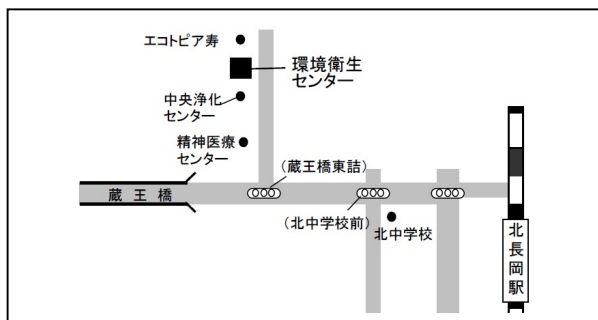 エコトピア寿
環境衛生
センター
中央浄化
センター
精神医療
センター
(蔵王橋東詰)
蔵王橋
(北中学校前)
北中学校
北長岡駅